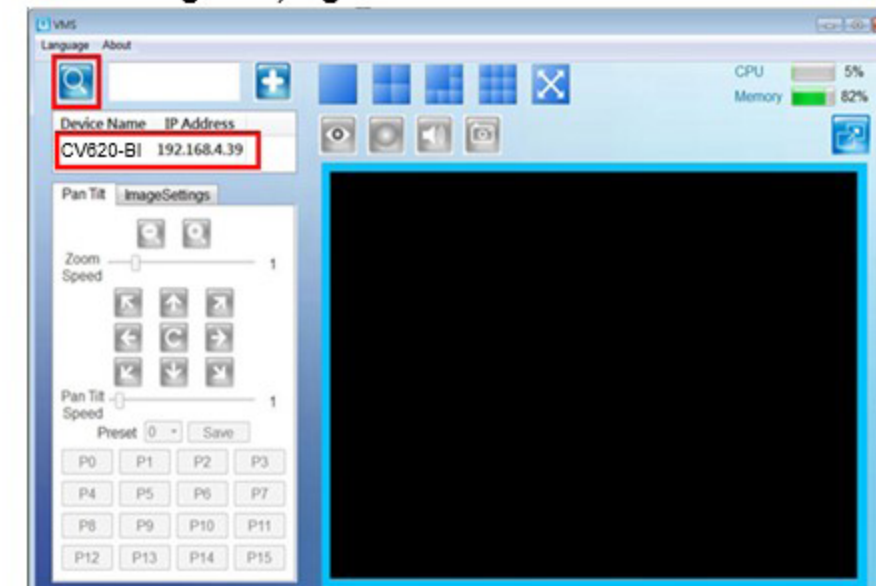 VMS
Language About
CPU 5%
Memory 82%
Device Name IP Address
CV620-BI 192.168.4.39
Pan Tilt ImageSettings
Zoom Speed 1
C
Pan Tilt Speed 1
Preset 0 Save
P0 P1 P2 P3
P4 P5 P6 P7
P8 P9 P10 P11
P12 P13 P14 P15